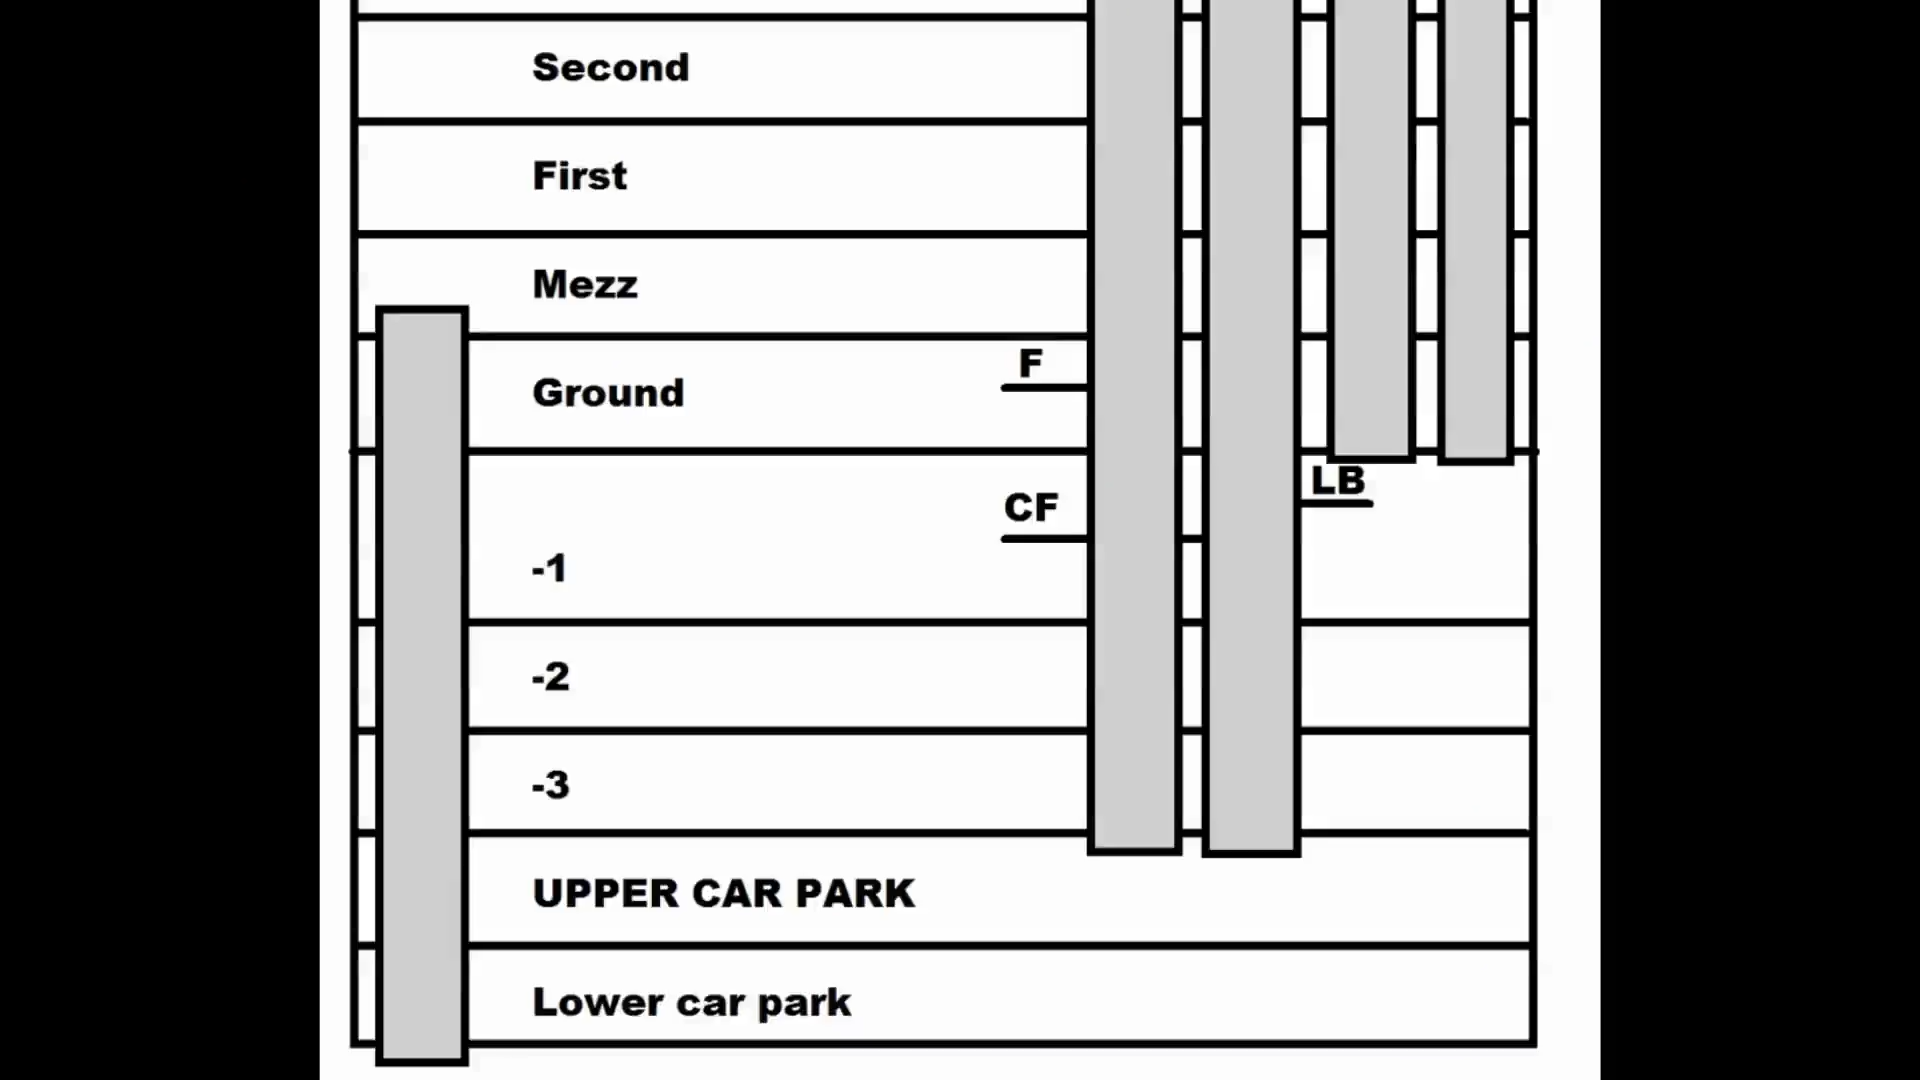 Second
First
Mezz
F
Ground
LB
CF
-1
-2
-3
UPPER CAR PARK
Lower car park